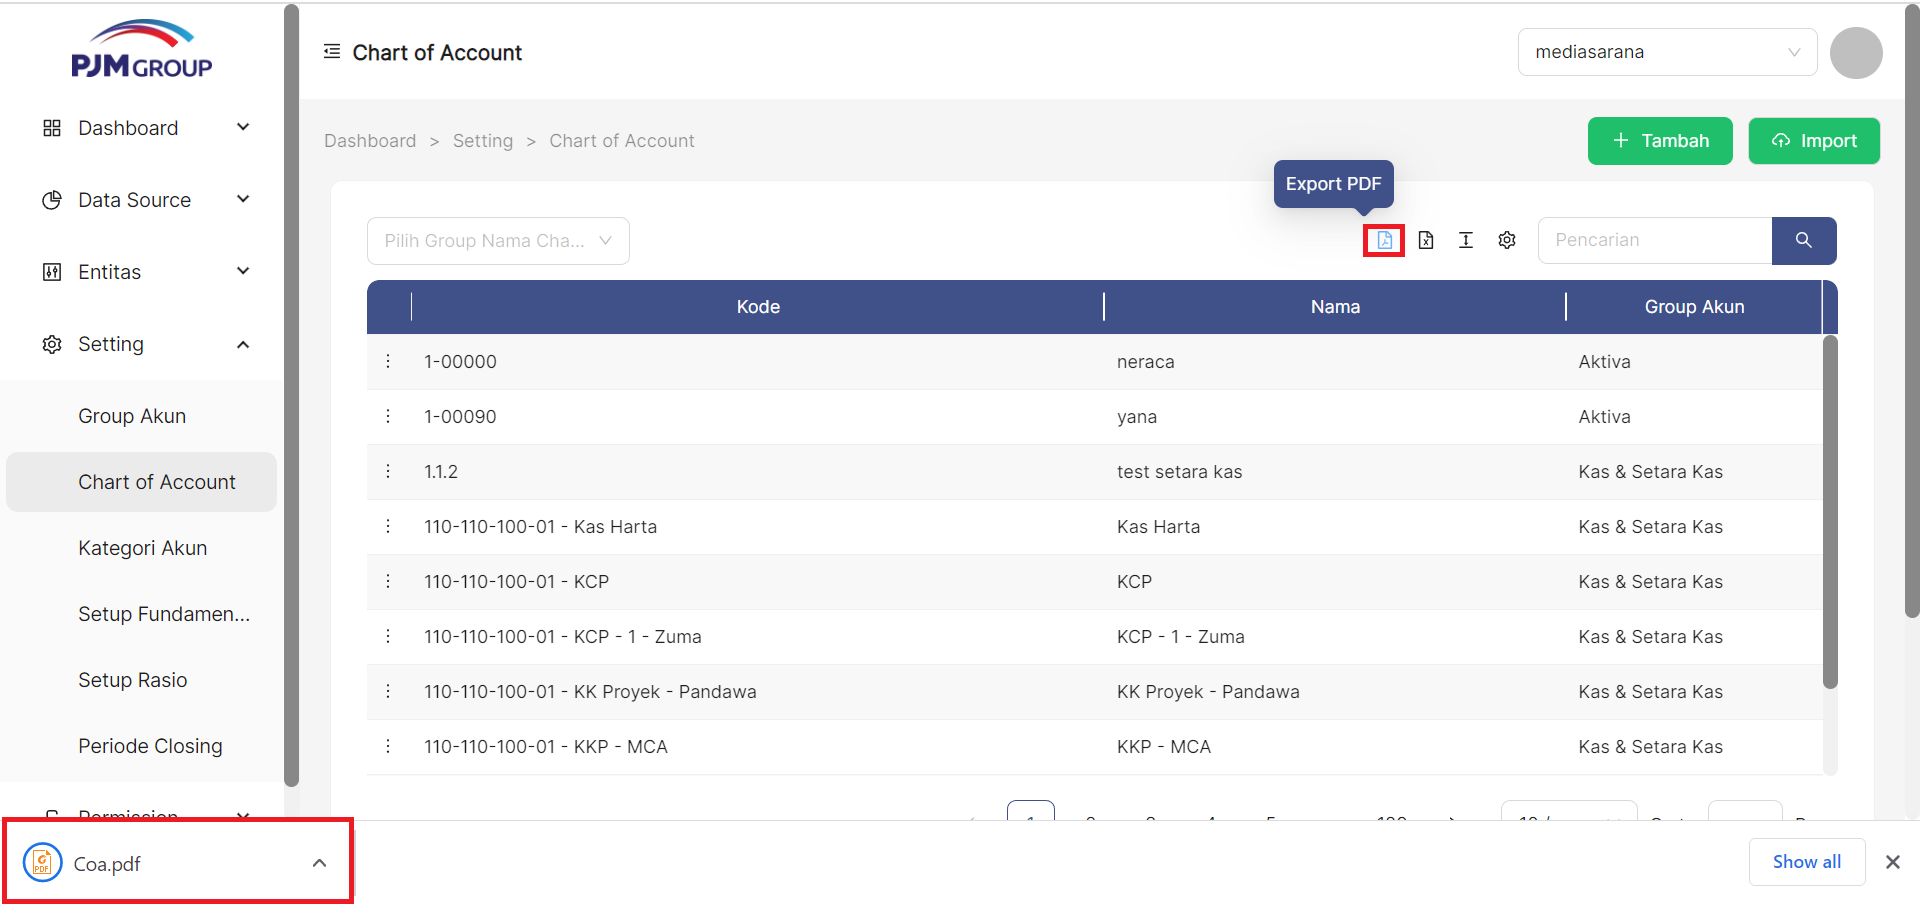 PJM GROUP
Chart of Account
mediasarana
Dashboard
Data Source
Entitas
Setting
Group Akun
Chart of Account
Kategori Akun
Setup Fundamen...
Setup Rasio
Periode Closing
Permission
Dashboard > Setting > Chart of Account
+ Tambah
Import
Export PDF
Pilih Group Nama Cha...
Pencarian
Kode Nama Group Akun
1-00000 neraca Aktiva
1-00090 yana Aktiva
1.1.2 test setara kas Kas & Setara Kas
110-110-100-01 - Kas Harta Kas Harta Kas & Setara Kas
110-110-100-01 - KCP KCP Kas & Setara Kas
110-110-100-01 - KCP - 1 - Zuma KCP - 1 - Zuma Kas & Setara Kas
110-110-100-01 - KK Proyek - Pandawa KK Proyek - Pandawa Kas & Setara Kas
110-110-100-01 - KKP - MCA KKP - MCA Kas & Setara Kas
1 2 3 4 5
PDF
Coa.pdf
Show all